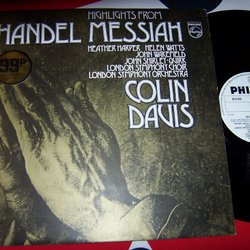 HIGHLIGHTS FROM
HANDEL MESSIAH
HEATHER HARPER HELEN WATTS
JOHN WAKEFIELD
JOHN SHIRLEY-QUIRK
LONDON SYMPHONY CHOIR
LONDON SYMPHONY ORCHESTRA
COLIN
DAVIS
99p
PHILIPS
PHIL